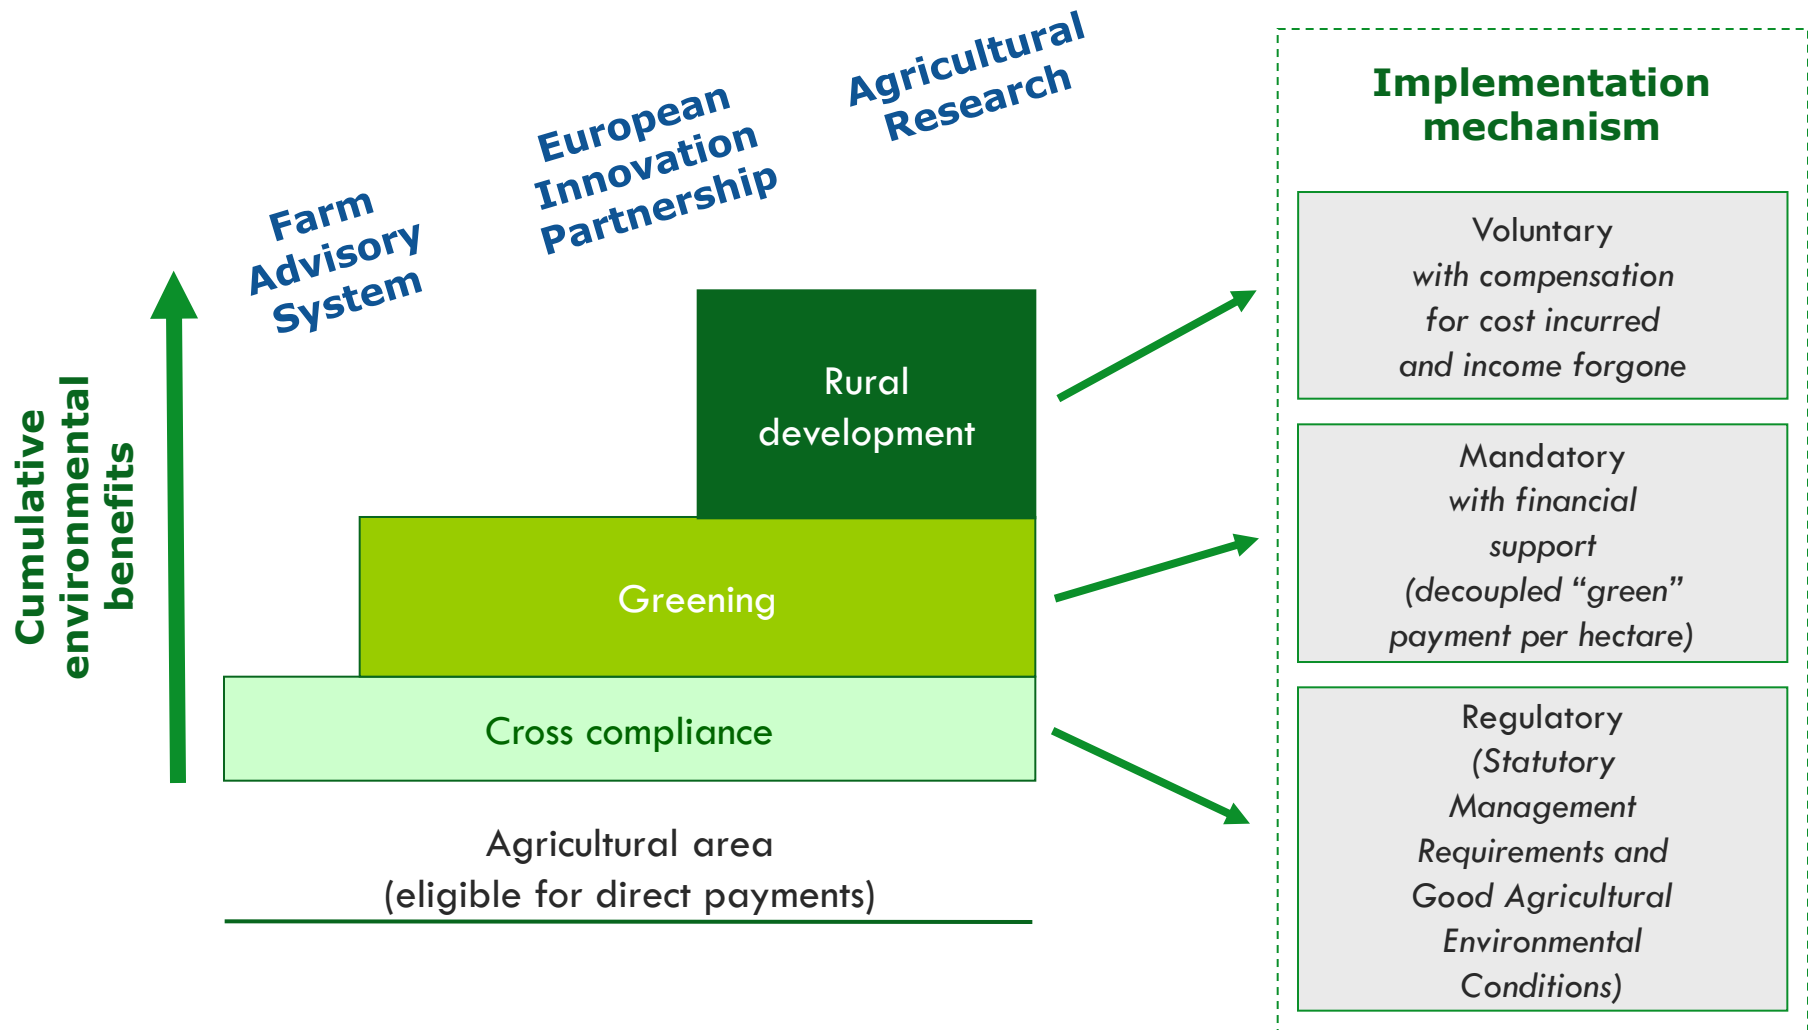 Farm
Advisory
System
European
Innovation
Partnership
Agricultural
Research
Cumulative
environmental
benefits
Rural
development
Greening
Cross compliance
Agricultural area
(eligible for direct payments)
Implementation
mechanism
Voluntary
with compensation
for cost incurred
and income forgone
Mandatory
with financial
support
(decoupled “green”
payment per hectare)
Regulatory
(Statutory
Management
Requirements and
Good Agricultural
Environmental
Conditions)